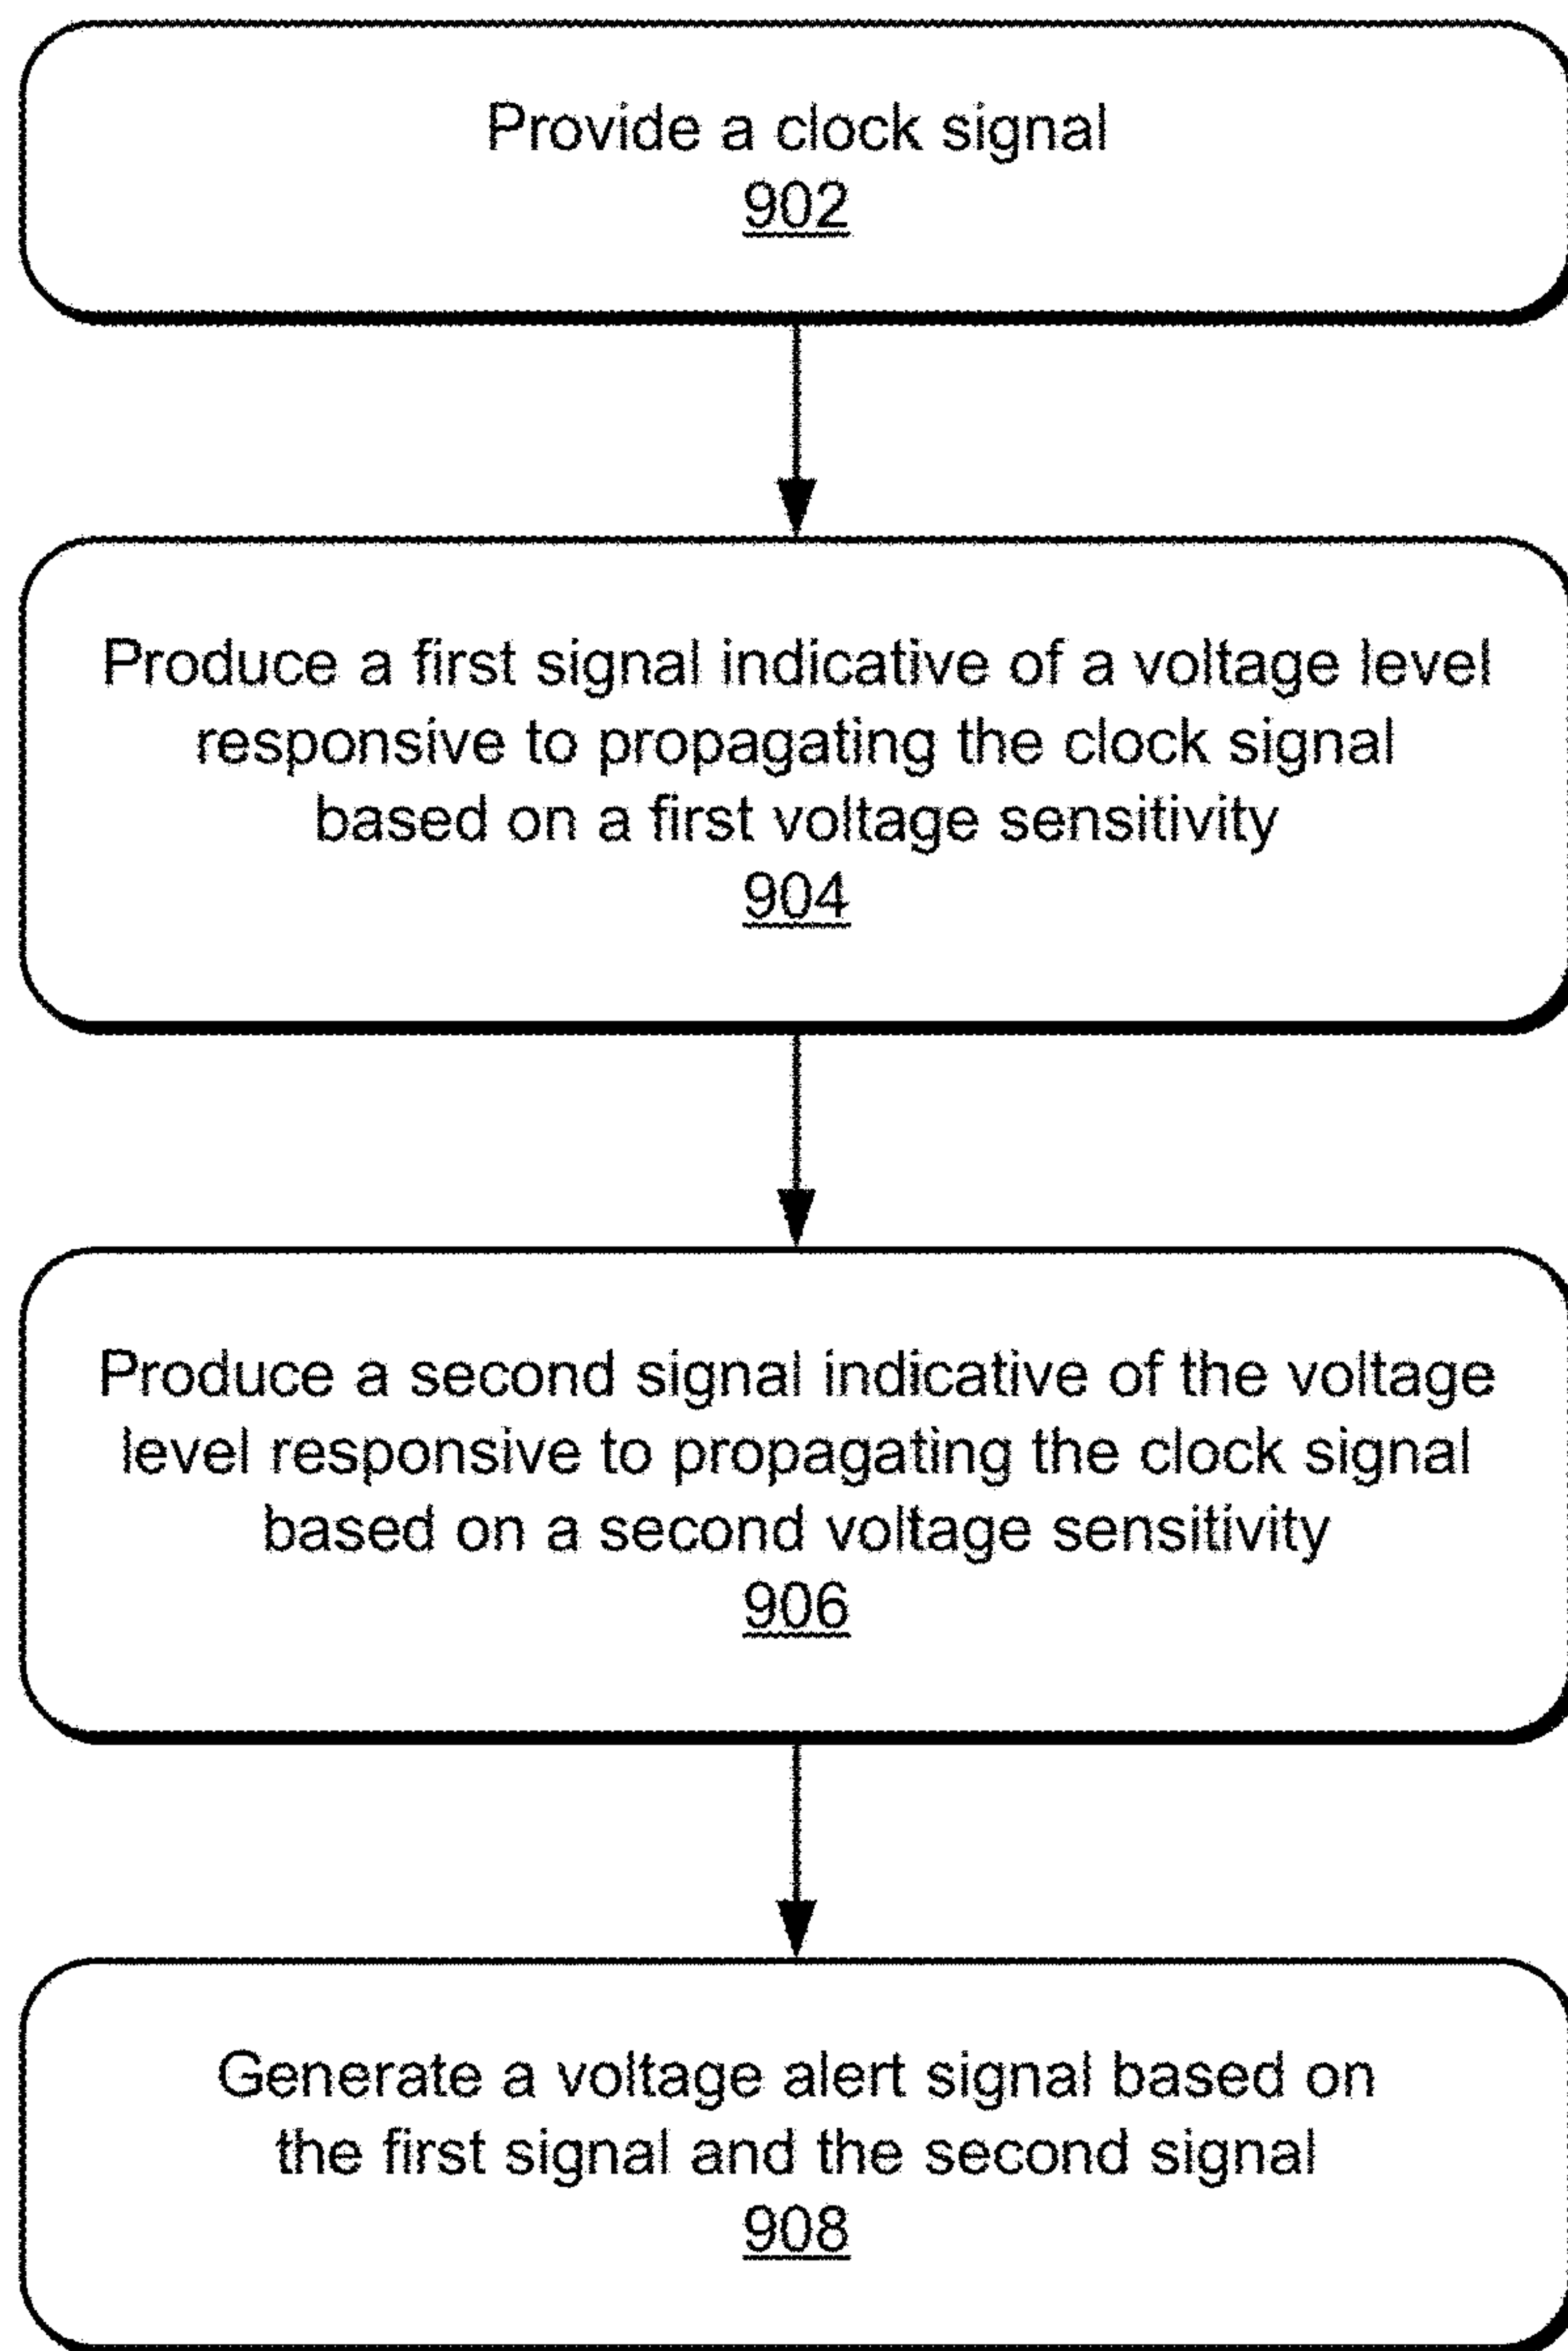 Provide a clock signal
902
Produce a first signal indicative of a voltage level
responsive to propagating the clock signal
based on a first voltage sensitivity
904
Produce a second signal indicative of the voltage
level responsive to propagating the clock signal
based on a second voltage sensitivity
906
Generate a voltage alert signal based on
the first signal and the second signal
908